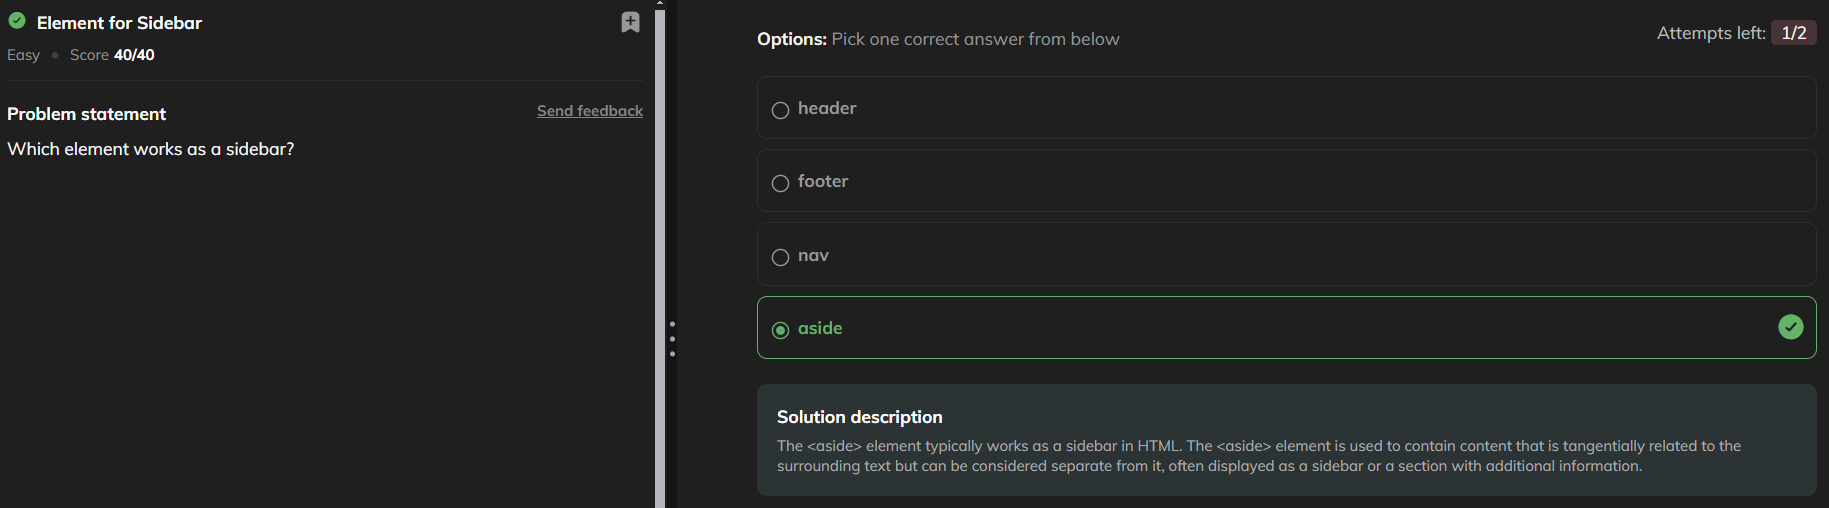 Element for Sidebar
Easy • Score 40/40
Problem statement
Send feedback
Which element works as a sidebar?
Options: Pick one correct answer from below
Attempts left: 1/2
header
footer
nav
aside
Solution description
The <aside> element typically works as a sidebar in HTML. The <aside> element is used to contain content that is tangentially related to the
surrounding text but can be considered separate from it, often displayed as a sidebar or a section with additional information.